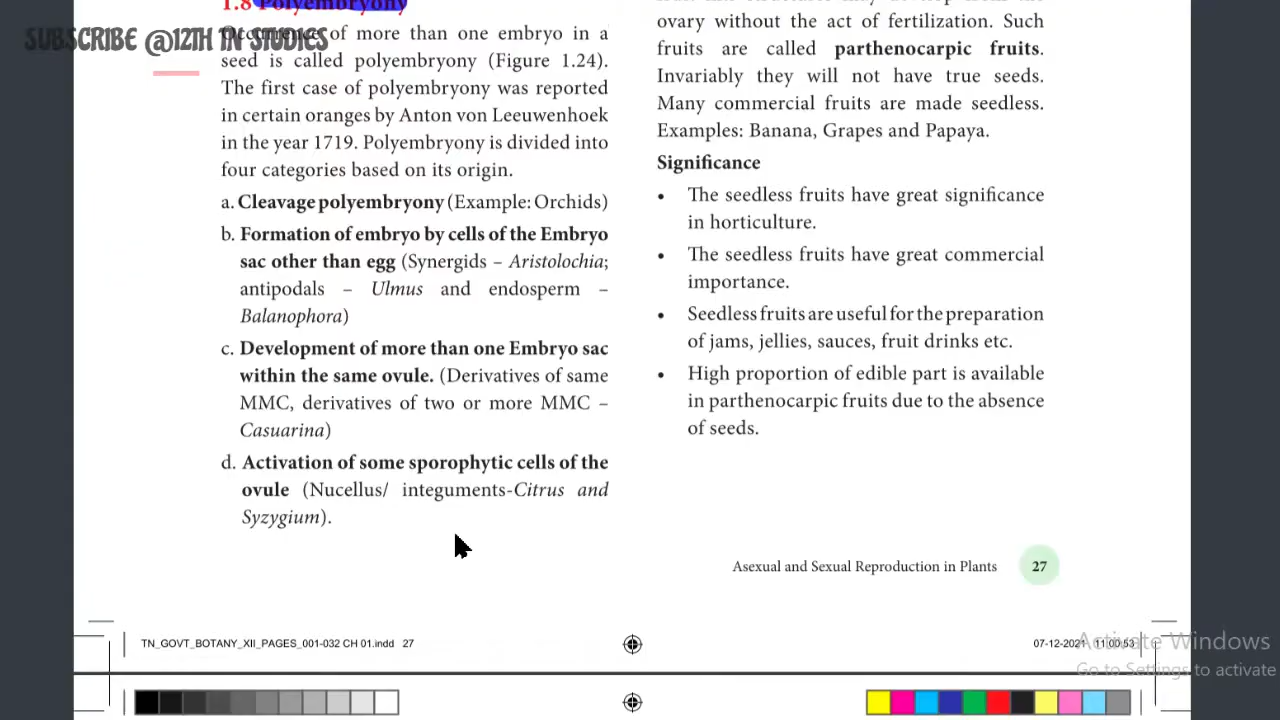 1.8 Polyembryony
SUBSCRIBE @12TH IN STUDIES
of more than one embryo in a
seed is called polyembryony (Figure 1.24).
The first case of polyembryony was reported
in certain oranges by Anton von Leeuwenhoek
in the year 1719. Polyembryony is divided into
four categories based on its origin.
a. Cleavage polyembryony (Example: Orchids)
b. Formation of embryo by cells of the Embryo
sac other than egg (Synergids – Aristolochia;
antipodals – Ulmus and endosperm –
Balanophora)
c. Development of more than one Embryo sac
within the same ovule. (Derivatives of same
MMC, derivatives of two or more MMC –
Casuarina)
d. Activation of some sporophytic cells of the
ovule (Nucellus/ integuments-Citrus and
Syzygium).
ovary without the act of fertilization. Such
fruits are called parthenocarpic fruits.
Invariably they will not have true seeds.
Many commercial fruits are made seedless.
Examples: Banana, Grapes and Papaya.
Significance
• The seedless fruits have great significance
in horticulture.
• The seedless fruits have great commercial
importance.
• Seedless fruits are useful for the preparation
of jams, jellies, sauces, fruit drinks etc.
• High proportion of edible part is available
in parthenocarpic fruits due to the absence
of seeds.
Asexual and Sexual Reproduction in Plants 27
TN_GOVT_BOTANY_XII_PAGES_001-032 CH 01.indd 27
07-12-2021 11:00:53
Activate Windows
Go to Settings to activate